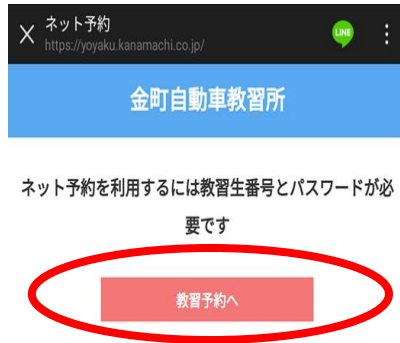 ネット予約
https://yoyaku.kanamachi.co.jp/
LINE
金町自動車教習所
ネット予約を利用するには教習生番号とパスワードが必
要です
教習予約へ